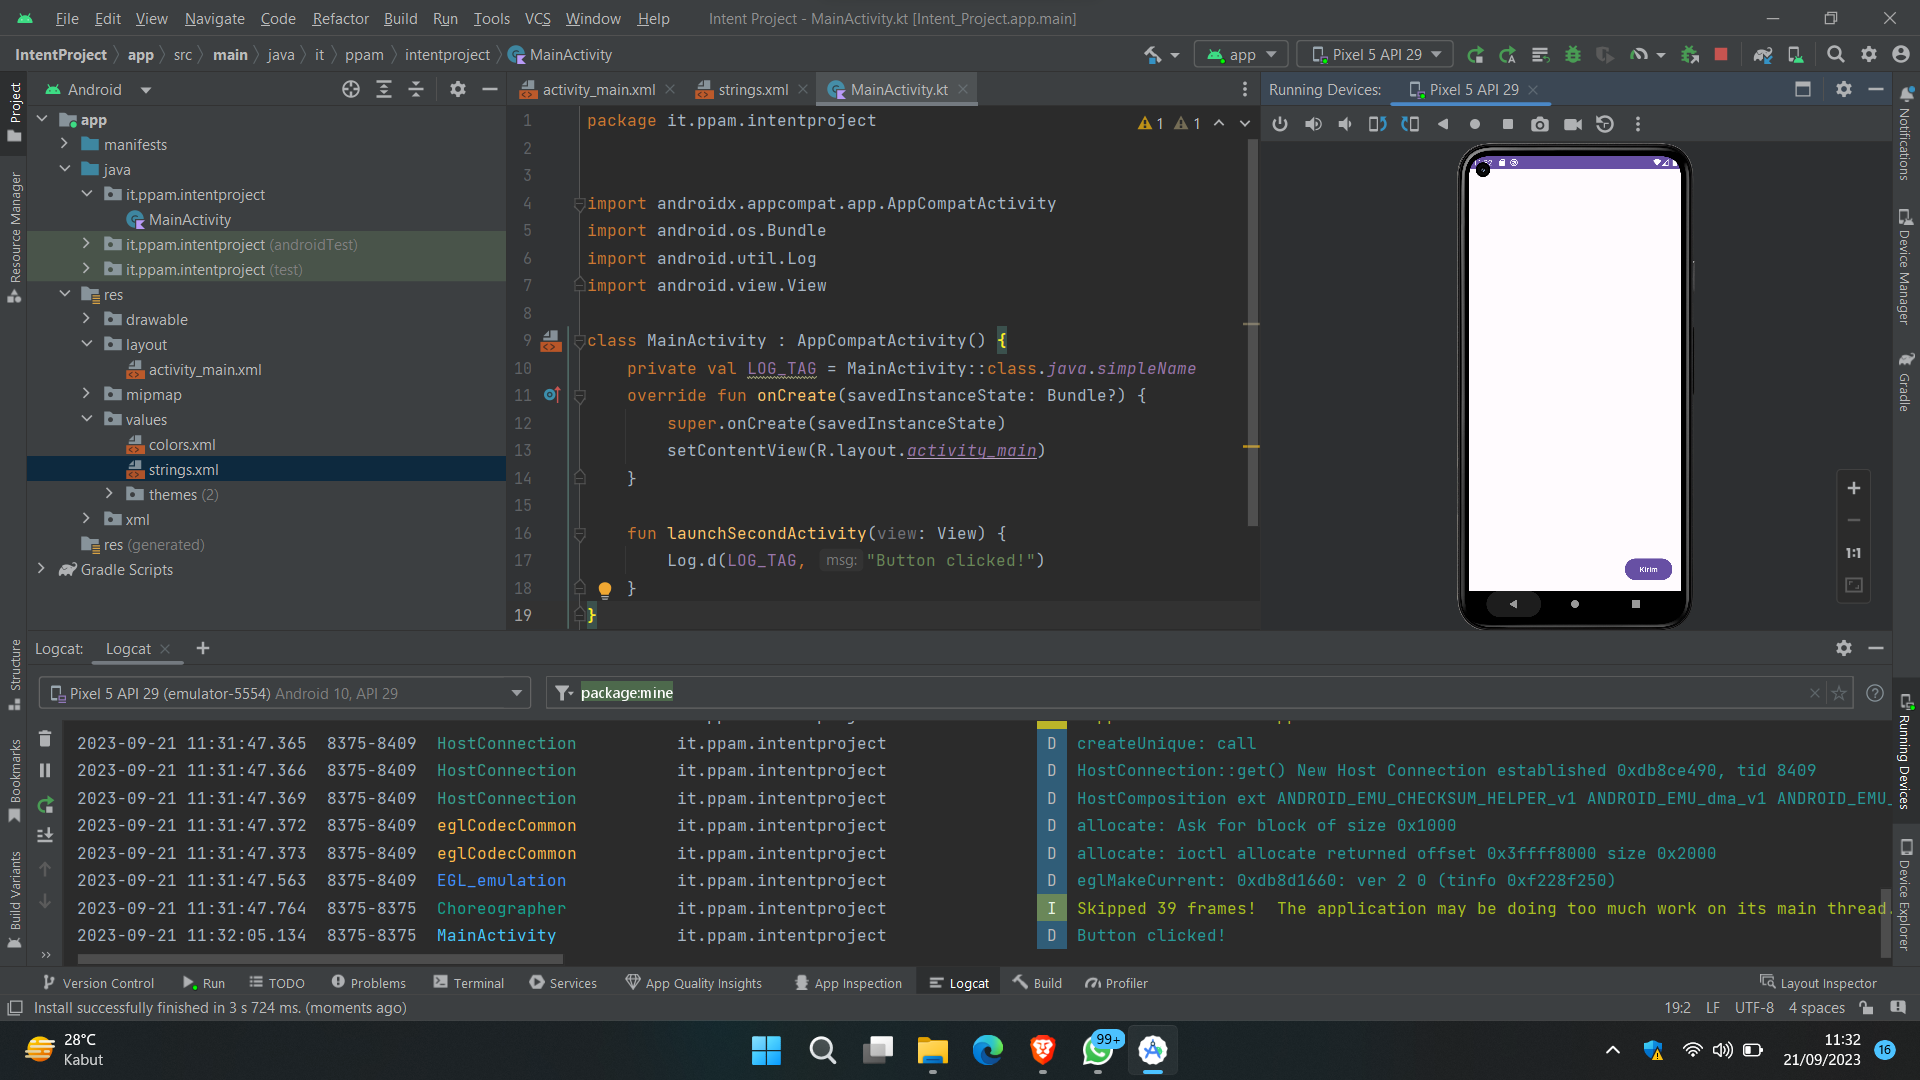 File Edit View Navigate Code Refactor Build Run Tools VCS Window Help Intent Project - MainActivity.kt [Intent_Project.app.main]
IntentProject app src main java it ppam intentproject MainActivity app Pixel 5 API 29
Project
Android
app
manifests
java
it.ppam.intentproject
MainActivity
it.ppam.intentproject (androidTest)
it.ppam.intentproject (test)
res
drawable
layout
activity_main.xml
mipmap
values
colors.xml
strings.xml
themes (2)
xml
res (generated)
Gradle Scripts
Resource Manager
Structure
Bookmarks
Build Variants
activity_main.xml strings.xml MainActivity.kt
1 1
1 package it.ppam.intentproject
2
3
4 import androidx.appcompat.app.AppCompatActivity
5 import android.os.Bundle
6 import android.util.Log
7 import android.view.View
8
9 class MainActivity : AppCompatActivity() {
10 private val LOG_TAG = MainActivity::class.java.simpleName
11 override fun onCreate(savedInstanceState: Bundle?) {
12 super.onCreate(savedInstanceState)
13 setContentView(R.layout.activity_main)
14 }
15
16 fun launchSecondActivity(view: View) {
17 Log.d(LOG_TAG, msg: "Button clicked!")
18 }
19 }
Running Devices: Pixel 5 API 29
Kirim
1:1
Notifications
Device Manager
Gradle
Running Devices
Device Explorer
Logcat: Logcat
Pixel 5 API 29 (emulator-5554) Android 10, API 29 package:mine
2023-09-21 11:31:47.365 8375-8409 HostConnection it.ppam.intentproject D createUnique: call
2023-09-21 11:31:47.366 8375-8409 HostConnection it.ppam.intentproject D HostConnection::get() New Host Connection established 0xdb8ce490, tid 8409
2023-09-21 11:31:47.369 8375-8409 HostConnection it.ppam.intentproject D HostComposition ext ANDROID_EMU_CHECKSUM_HELPER_v1 ANDROID_EMU_dma_v1 ANDROID_EMU_
2023-09-21 11:31:47.372 8375-8409 eglCodecCommon it.ppam.intentproject D allocate: Ask for block of size 0x1000
2023-09-21 11:31:47.373 8375-8409 eglCodecCommon it.ppam.intentproject D allocate: ioctl allocate returned offset 0x3ffff8000 size 0x2000
2023-09-21 11:31:47.563 8375-8409 EGL_emulation it.ppam.intentproject D eglMakeCurrent: 0xdb8d1660: ver 2 0 (tinfo 0xf228f250)
2023-09-21 11:31:47.764 8375-8375 Choreographer it.ppam.intentproject I Skipped 39 frames! The application may be doing too much work on its main thread.
2023-09-21 11:32:05.134 8375-8375 MainActivity it.ppam.intentproject D Button clicked!
Version Control Run TODO Problems Terminal Services App Quality Insights App Inspection Logcat Build Profiler Layout Inspector
Install successfully finished in 3 s 724 ms. (moments ago) 19:2 LF UTF-8 4 spaces
28°C
Kabut
99+
11:32
21/09/2023
16